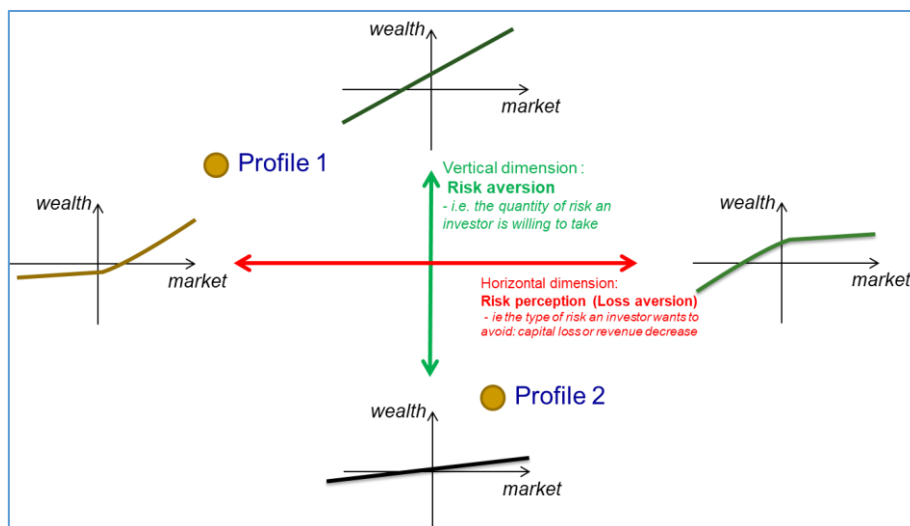 wealth
market
Profile 1
Vertical dimension :
Risk aversion
- i.e. the quantity of risk an
investor is willing to take
wealth
market
wealth
market
Horizontal dimension:
Risk perception (Loss aversion)
- ie the type of risk an investor wants to
avoid: capital loss or revenue decrease
Profile 2
wealth
market